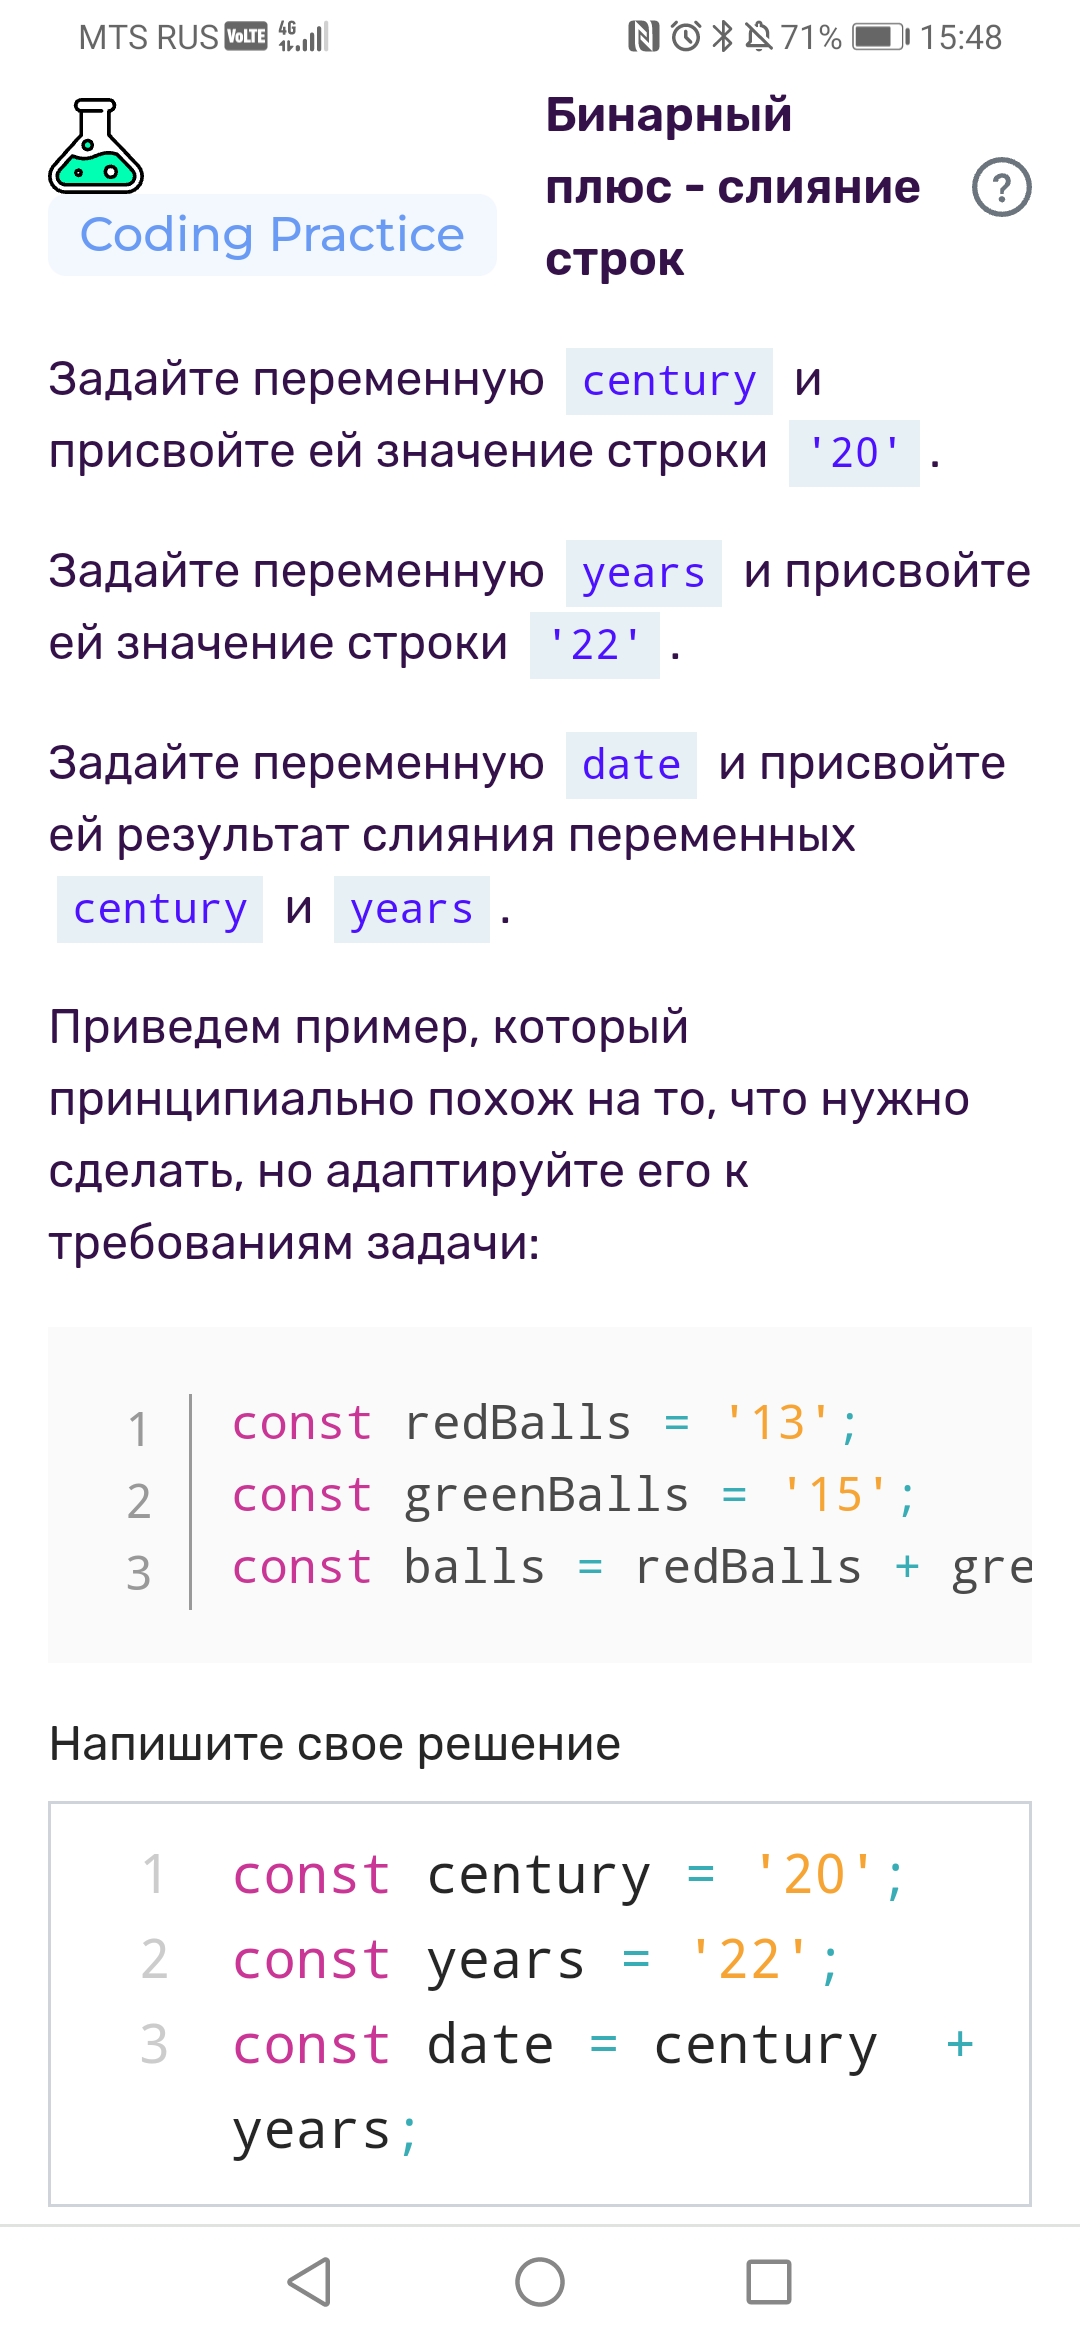 MTS RUS VoLTE 4G 71% 15:48
Coding Practice
Бинарный
плюс - слияние
строк
?
Задайте переменную century и
присвойте ей значение строки '20' .
Задайте переменную years и присвойте
ей значение строки '22' .
Задайте переменную date и присвойте
ей результат слияния переменных
century и years .
Приведем пример, который
принципиально похож на то, что нужно
сделать, но адаптируйте его к
требованиям задачи:
1 const redBalls = '13';
2 const greenBalls = '15';
3 const balls = redBalls + gre
Напишите свое решение
1 const century = '20';
2 const years = '22';
3 const date = century  +
years;